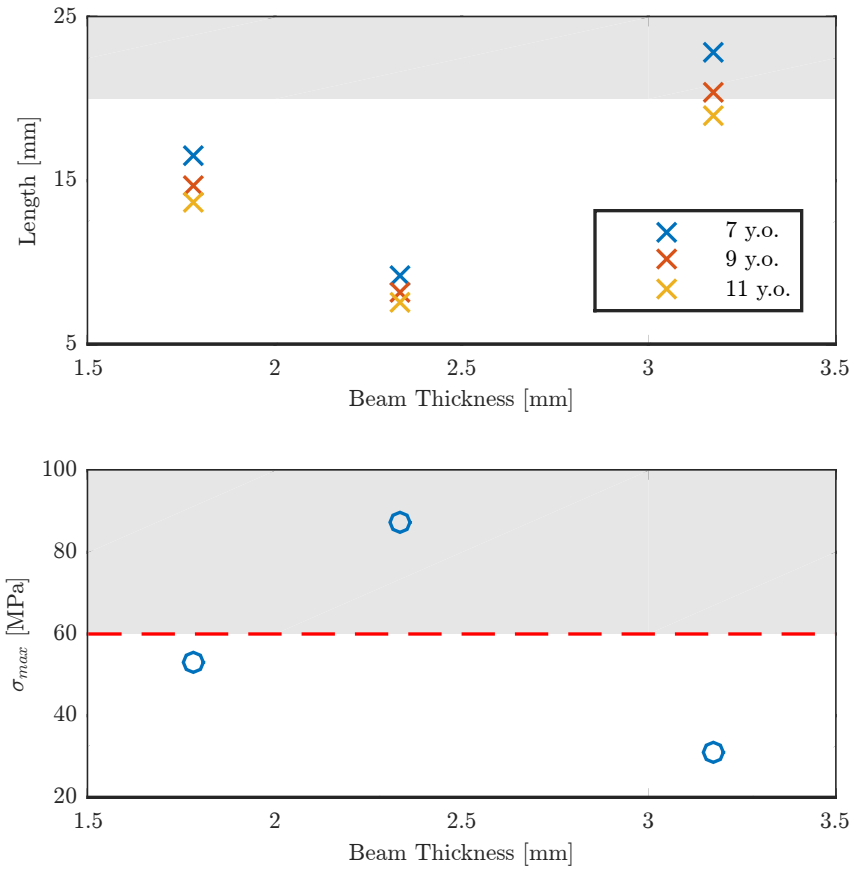 25
15
5
Length [mm]
7 y.o.
9 y.o.
11 y.o.
1.5 2 2.5 3 3.5
Beam Thickness [mm]
100
80
60
40
20
σmax [MPa]
1.5 2 2.5 3 3.5
Beam Thickness [mm]